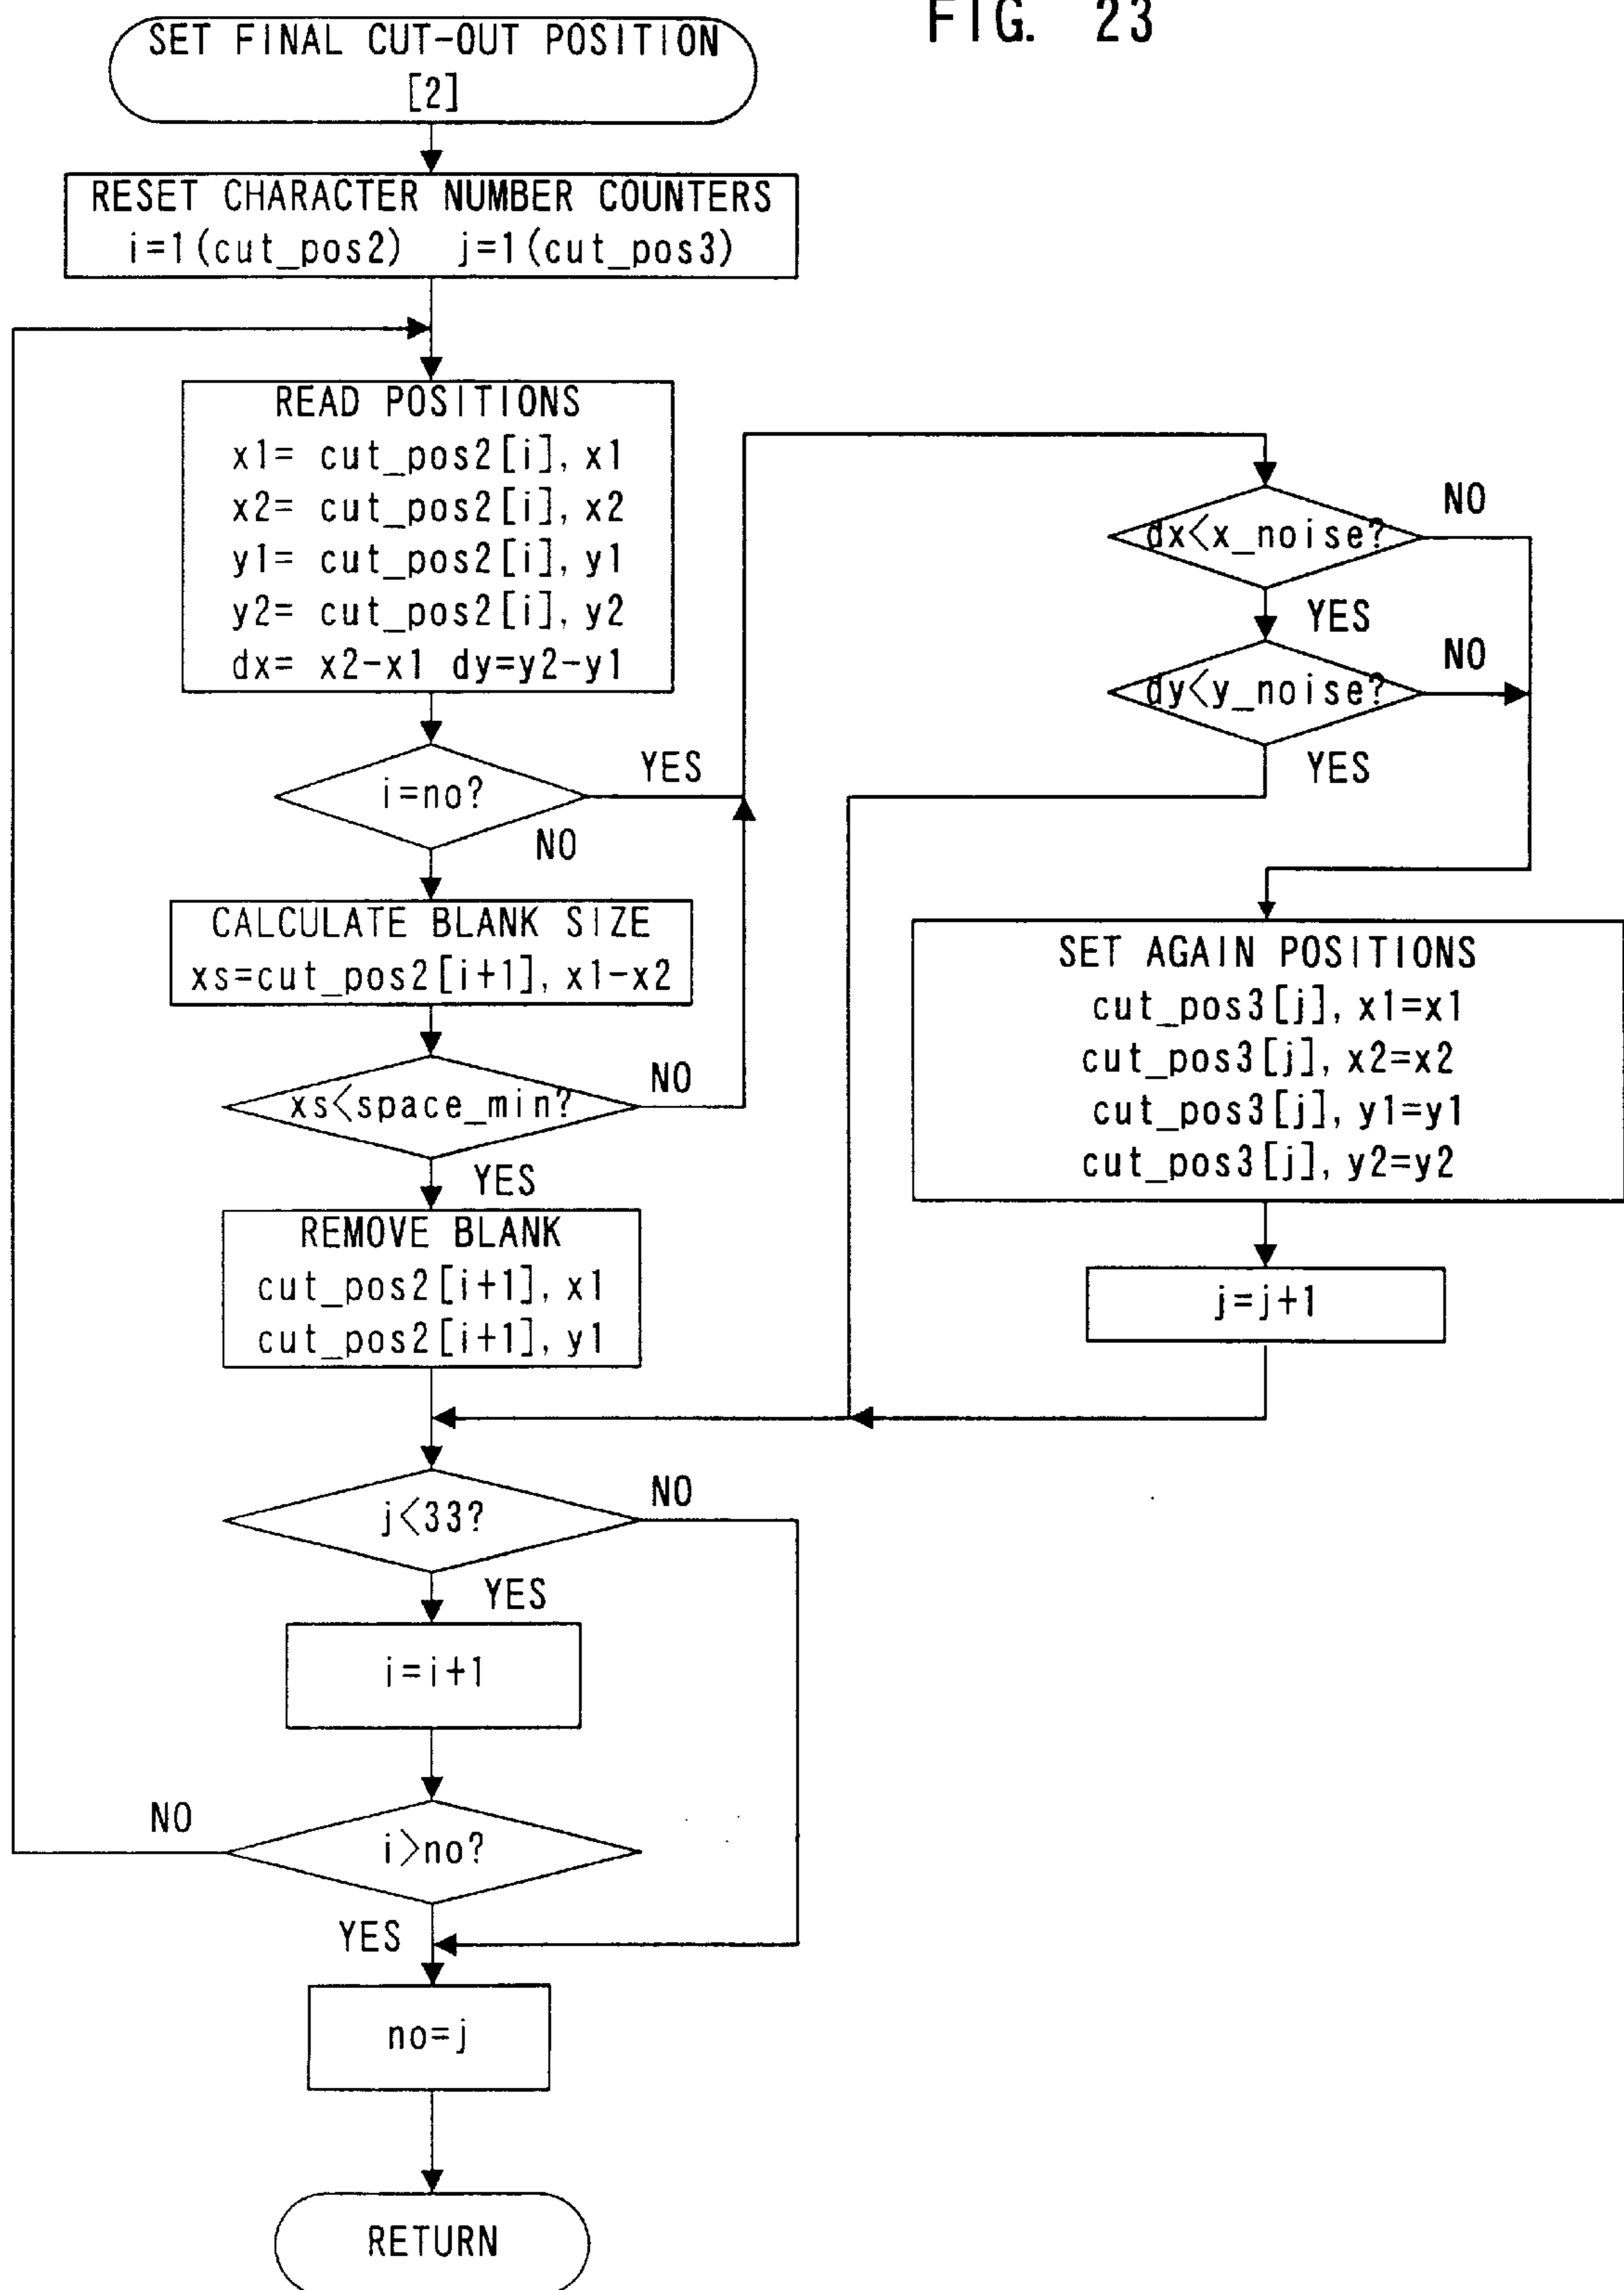 FIG. 23
SET FINAL CUT-OUT POSITION
[2]
RESET CHARACTER NUMBER COUNTERS
i=1(cut_pos2) j=1(cut_pos3)
READ POSITIONS
x1= cut_pos2[i], x1
x2= cut_pos2[i], x2
y1= cut_pos2[i], y1
y2= cut_pos2[i], y2
dx= x2-x1 dy=y2-y1
i=no?
YES
NO
CALCULATE BLANK SIZE
xs=cut_pos2[i+1], x1-x2
xs<space_min?
NO
YES
REMOVE BLANK
cut_pos2[i+1], x1
cut_pos2[i+1], y1
dx<x_noise?
NO
YES
dy<y_noise?
NO
YES
SET AGAIN POSITIONS
cut_pos3[j], x1=x1
cut_pos3[j], x2=x2
cut_pos3[j], y1=y1
cut_pos3[j], y2=y2
j=j+1
j<33?
NO
YES
i=i+1
i>no?
NO
YES
no=j
RETURN